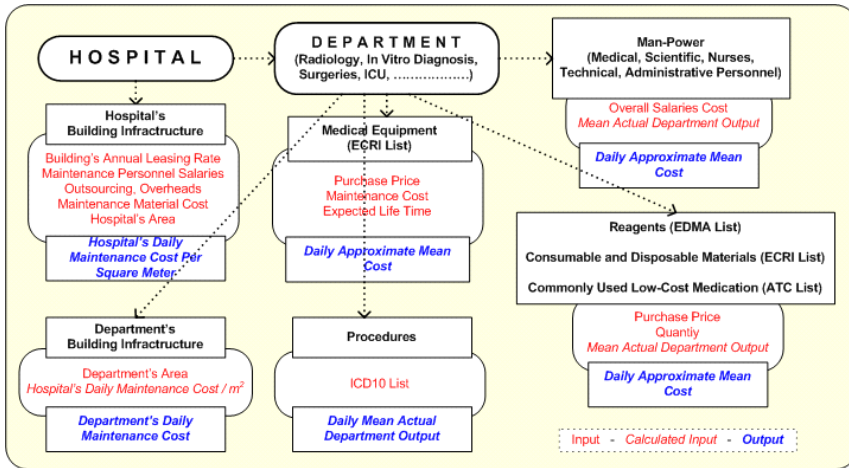 HOSPITAL
DEPARTMENT
(Radiology, In Vitro Diagnosis,
Surgeries, ICU, ………………)
Man-Power
(Medical, Scientific, Nurses,
Technical, Administrative Personnel)
Overall Salaries Cost
Mean Actual Department Output
Daily Approximate Mean
Cost
Hospital's
Building Infractructure
Building's Annual Leasing Rate
Maintenance Personnel Salaries
Outsourcing, Overheads
Maintenance Material Cost
Hospital's Area
Hospital's Daily
Maintenance Cost Per
Square Meter
Medical Equipment
(ECRI List)
Purchase Price
Maintenance Cost
Expected Life Time
Daily Approximate Mean
Cost
Reagents (EDMA List)
Consumable and Disposable Materials (ECRI List)
Commonly Used Low-Cost Medication (ATC List)
Purchase Price
Quantiy
Mean Actual Department Output
Daily Approximate Mean
Cost
Department's
Building Infractructure
Department's Area
Hospital's Daily Maintenance Cost / m²
Department's Daily
Maintenance Cost
Procedures
ICD10 List
Daily Mean Actual
Department Output
Input - Calculated Input - Output